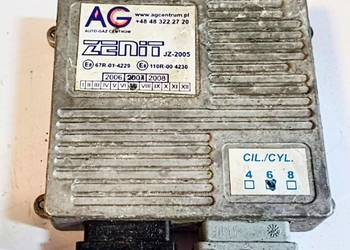 AG
AUTO-GAZ CENTRUM
www.agcentrum.pl
+48 48 322 27 20
ZENIT JZ-2005
E8 67R-01-4229 E8 110R-00 4230
2006 2007 2008
I II III IV V VI VIII IX X XI XII
CIL./CYL.
4 6 8